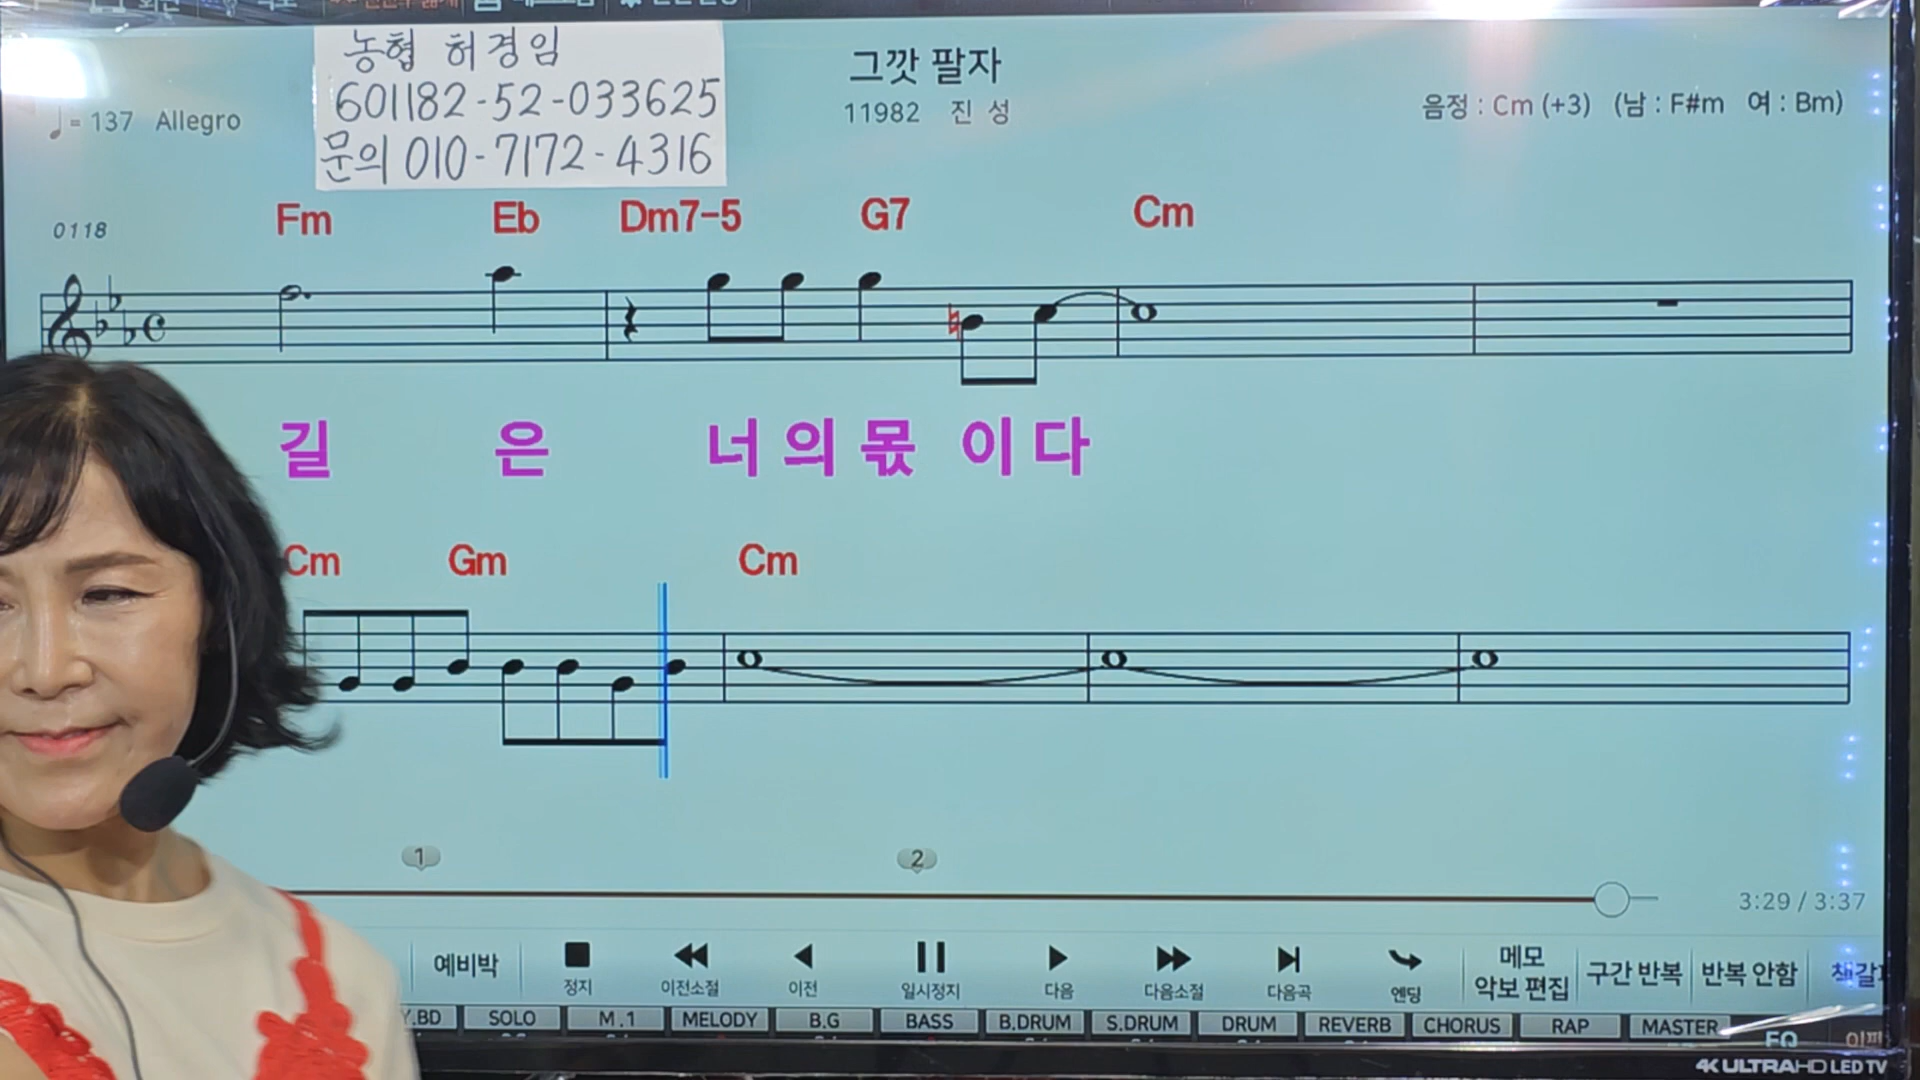 농협 허경임
601182-52-033625
문의 010-7172-4316
그깟 팔자
11982 진 성
= 137 Allegro
음정 : Cm (+3) (남 : F#m 여 : Bm)
0118
Fm Eb Dm7-5 G7 Cm
길 은 너 의 몫 이 다
Cm Gm Cm
1 2
3:29 / 3:37
예비박
정지 이전소절 이전 일시정지 다음 다음소절 다음곡 엔딩
메모
악보 편집
구간 반복 반복 안함
SOLO M.1 MELODY B.G BASS B.DRUM S.DRUM DRUM REVERB CHORUS RAP MASTER EQ
4K ULTRA HD LED TV